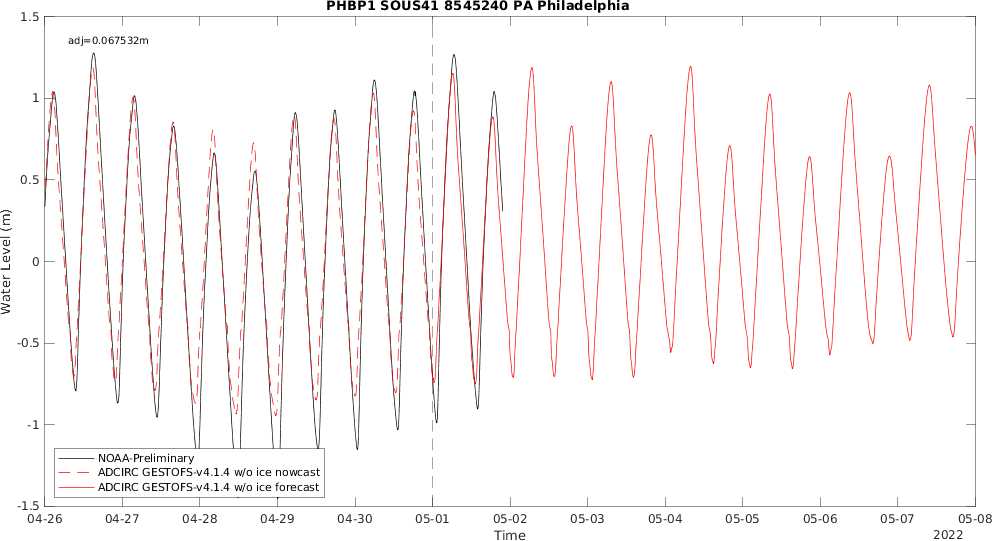 PHBP1 SOUS41 8545240 PA Philadelphia
adj=0.067532m
1.5
1
0.5
0
-0.5
-1
-1.5
Water Level (m)
NOAA-Preliminary
ADCIRC GESTOFS-v4.1.4 w/o ice nowcast
ADCIRC GESTOFS-v4.1.4 w/o ice forecast
04-26 04-27 04-28 04-29 04-30 05-01 05-02 05-03 05-04 05-05 05-06 05-07 05-08
Time
2022